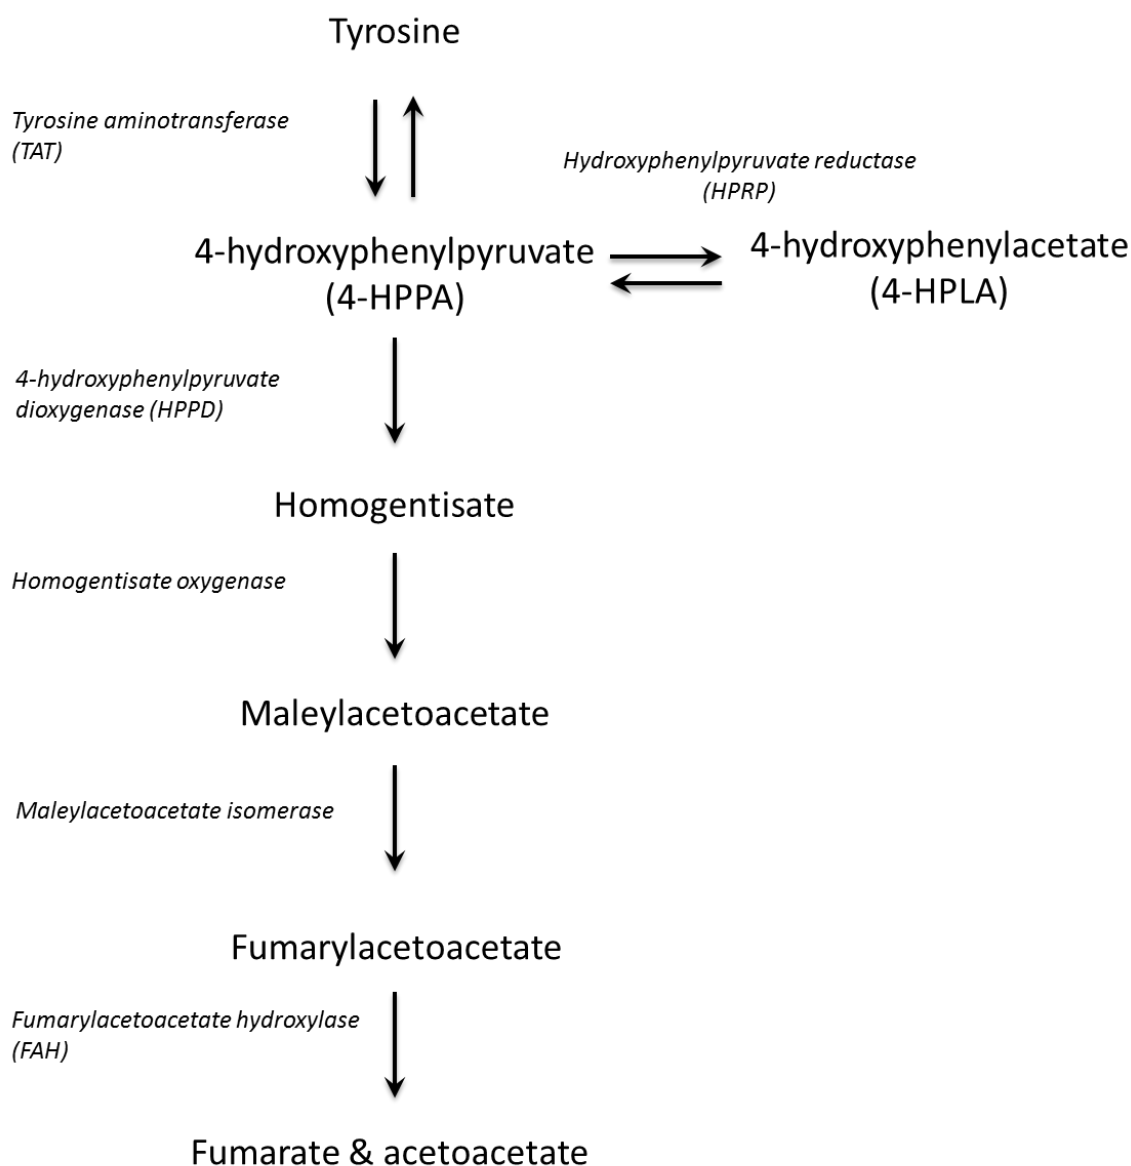 Tyrosine
Tyrosine aminotransferase
(TAT)
Hydroxyphenylpyruvate reductase
(HPRP)
4-hydroxyphenylpyruvate
(4-HPPA)
4-hydroxyphenylacetate
(4-HPLA)
4-hydroxyphenylpyruvate
dioxygenase (HPPD)
Homogentisate
Homogentisate oxygenase
Maleylacetoacetate
Maleylacetoacetate isomerase
Fumarylacetoacetate
Fumarylacetoacetate hydroxylase
(FAH)
Fumarate & acetoacetate